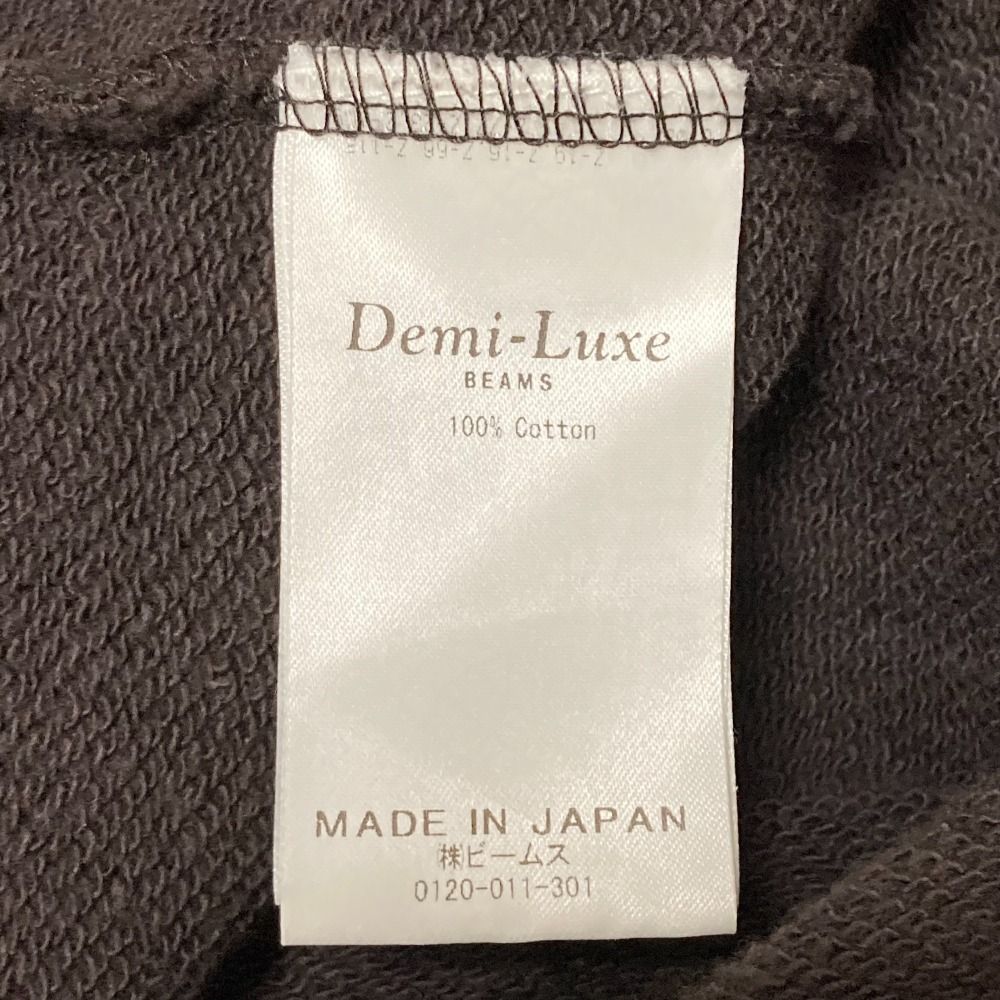 Demi-Luxe
BEAMS
100% Cotton
MADE IN JAPAN
㈱ビームス
0120-011-301